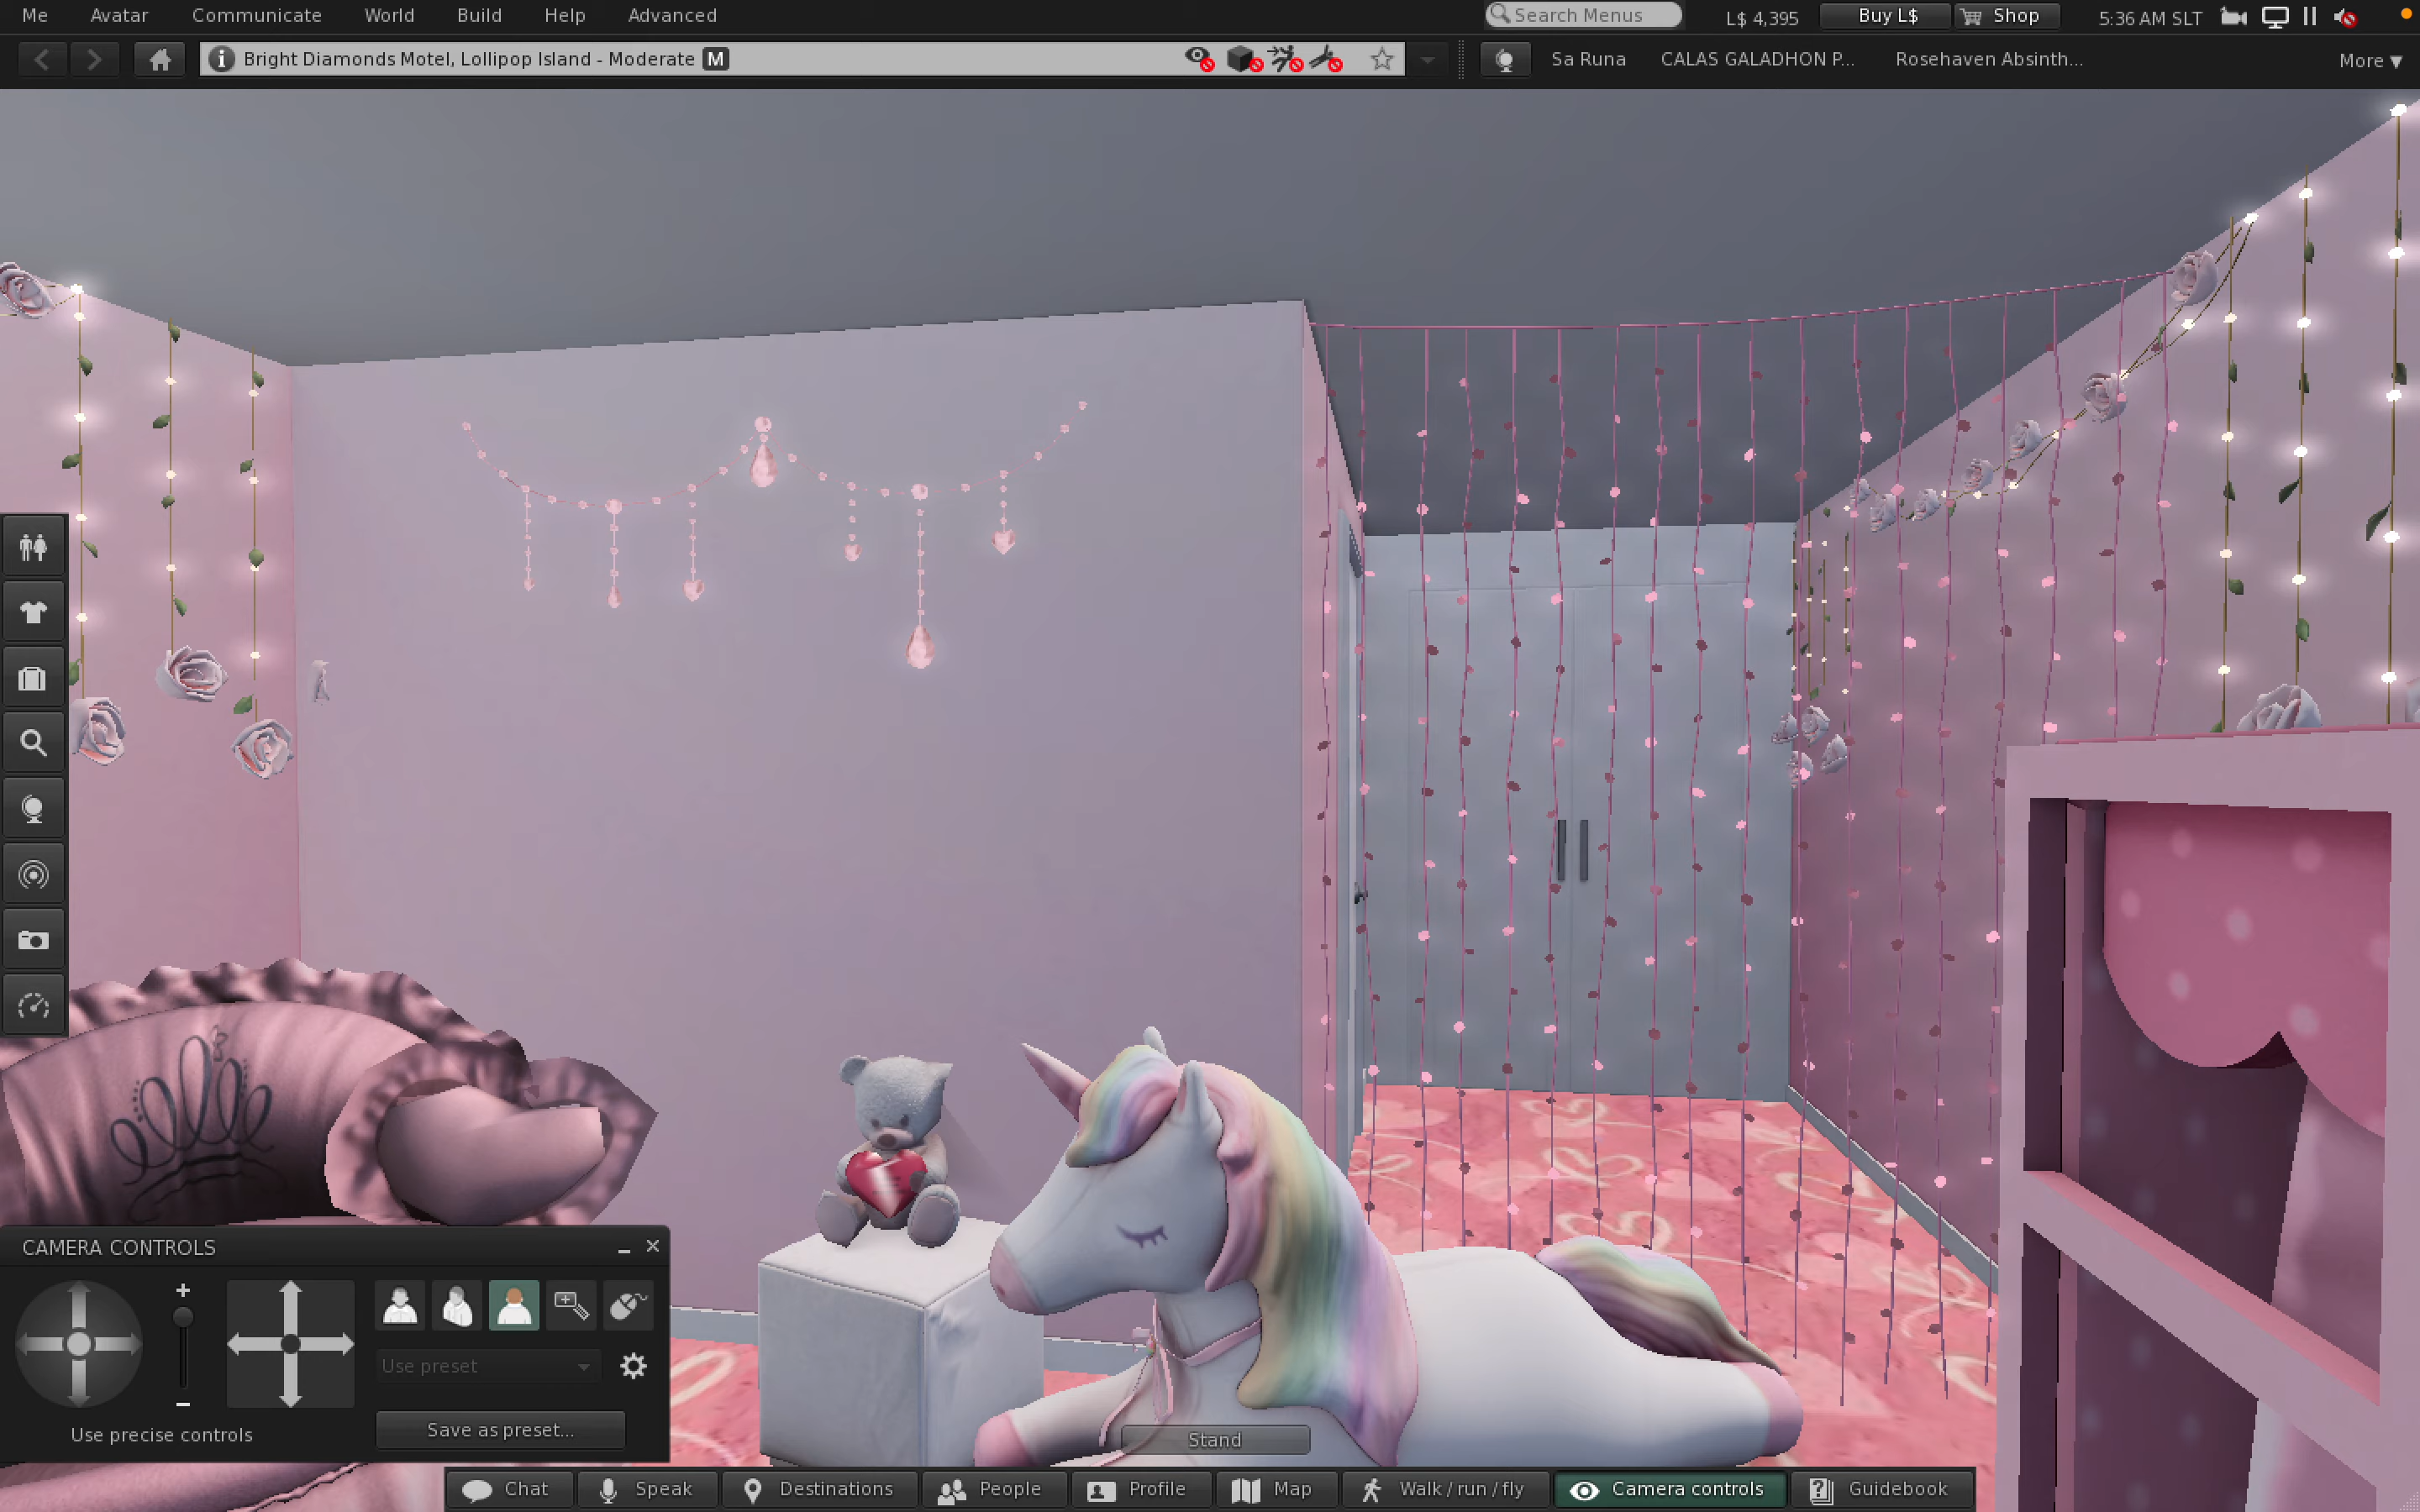 Me Avatar Communicate World Build Help Advanced Search Menus L$ 4,395 Buy L$ Shop 5:36 AM SLT
Bright Diamonds Motel, Lollipop Island - Moderate M Sa Runa CALAS GALADHON P... Rosehaven Absinth... More ▼
CAMERA CONTROLS
Use preset
Use precise controls
Save as preset...
Stand
Chat Speak Destinations People Profile Map Walk / run / fly Camera controls Guidebook